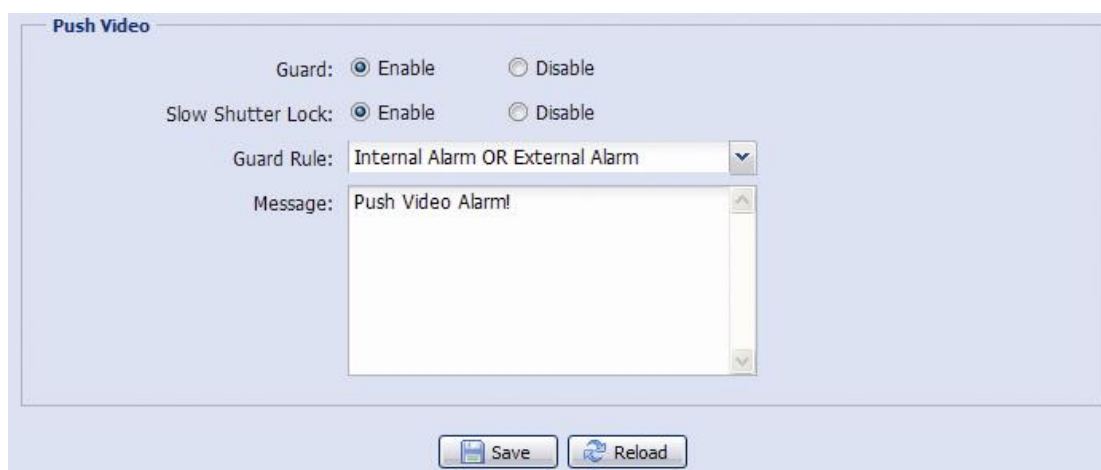 Push Video
Guard: Enable Disable
Slow Shutter Lock: Enable Disable
Guard Rule: Internal Alarm OR External Alarm
Message: Push Video Alarm!
Save Reload